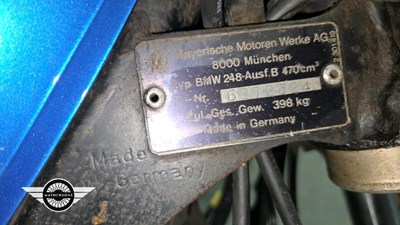 Bayerische Motoren Werke AG
8000 München
Typ BMW 248-Ausf.B 470cm³
Nr.
Zul. Ges. Gew. 398 kg
Made in Germany
Made
Germany
MATHEWSONS